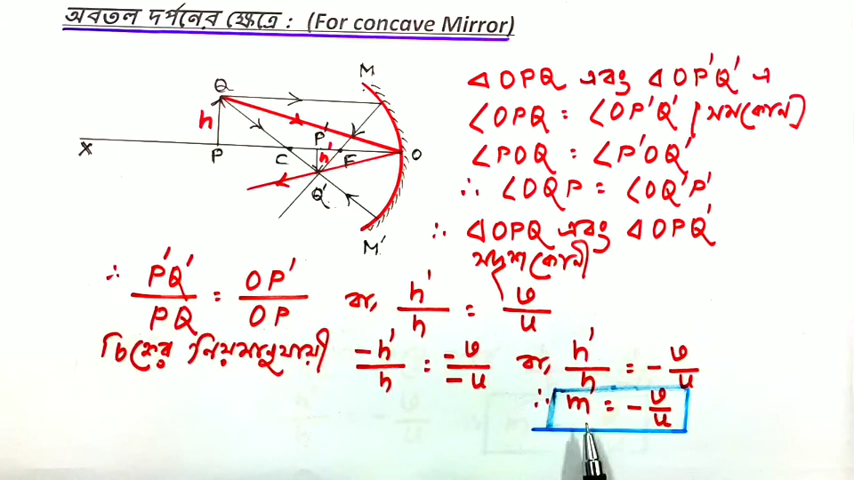 অবতল দর্পনের ক্ষেত্রে : (For concave Mirror)
M
Q
h
P'
X
P
C
h'
F
O
Q'
M'
△OPQ এবং △OP'Q' এ
∠OPQ = ∠OP'Q' (সমকোন)
∠POQ = ∠P'OQ'
∴ ∠OQP = ∠OQ'P'
∴ △OPQ এবং △OPQ'
সদৃশকোনী
∴ P'Q'/PQ = OP'/OP বা, h'/h = v/u
চিহ্নের নিয়মানুযায়ী -h'/h = -v/-u বা, h'/h = -v/u
∴ m = -v/u